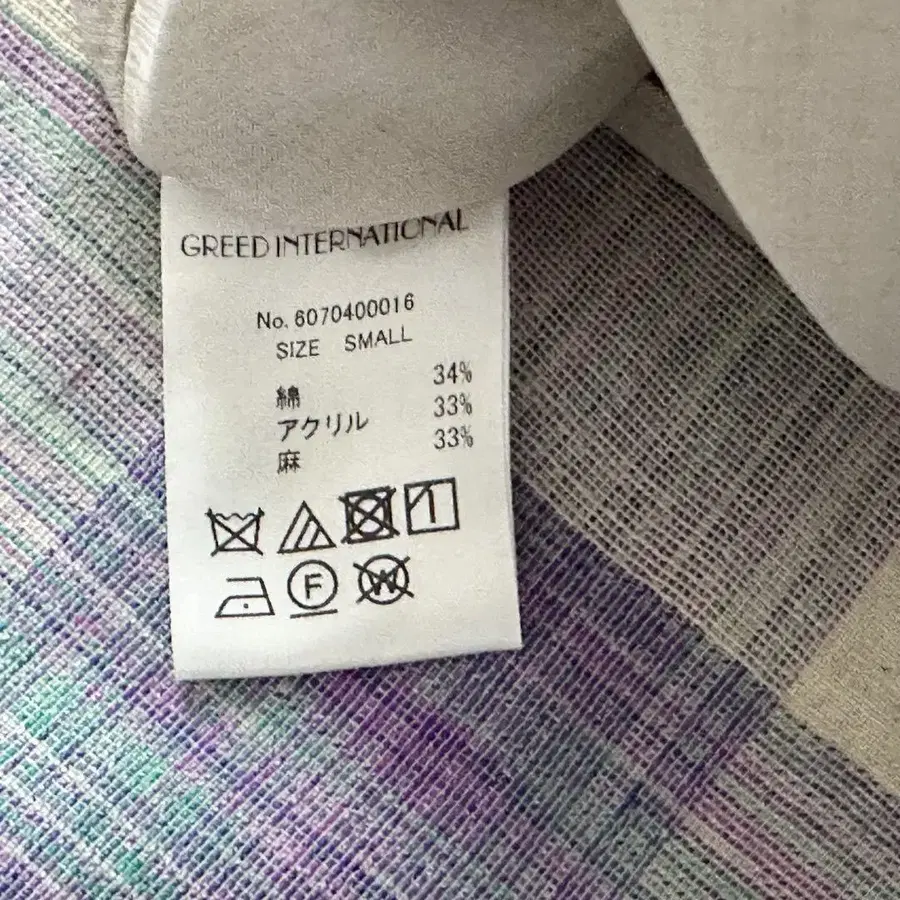 GREED INTERNATIONAL
No. 6070400016
SIZE SMALL
綿 34%
アクリル 33%
麻 33%
F W